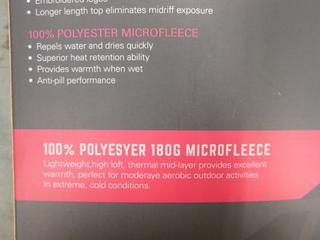 • Embroidered logos
• Longer length top eliminates midriff exposure
100% POLYESTER MICROFLEECE
• Repels water and dries quickly
• Superior heat retention ability
• Provides warmth when wet
• Anti-pill performance
100% POLYESYER 180G MICROFLEECE
Lightweight,high loft, thermal mid-layer provides excellent
warmth, perfect for moderaye aerobic outdoor activities
in extreme, cold conditions.